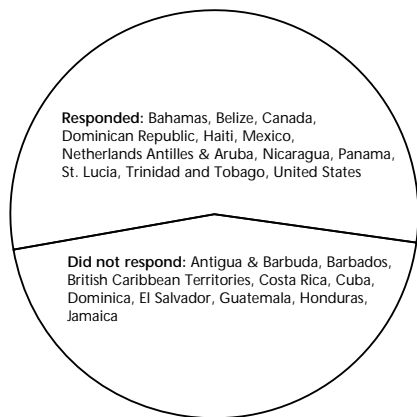 Responded: Bahamas, Belize, Canada,
Dominican Republic, Haiti, Mexico,
Netherlands Antilles & Aruba, Nicaragua, Panama,
St. Lucia, Trinidad and Tobago, United States
Did not respond: Antigua & Barbuda, Barbados,
British Caribbean Territories, Costa Rica, Cuba,
Dominica, El Salvador, Guatemala, Honduras,
Jamaica